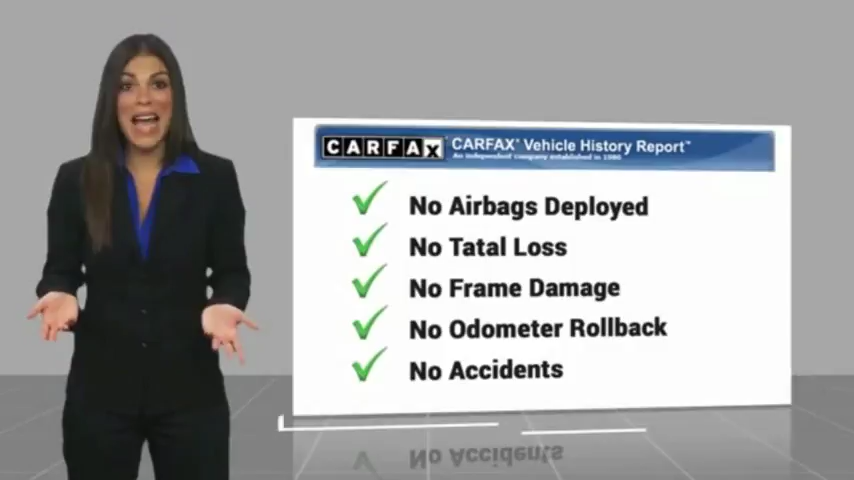 CARFAX CARFAX® Vehicle History Report™
An independent company established in 1986
No Airbags Deployed
No Tatal Loss
No Frame Damage
No Odometer Rollback
No Accidents
No Accidents